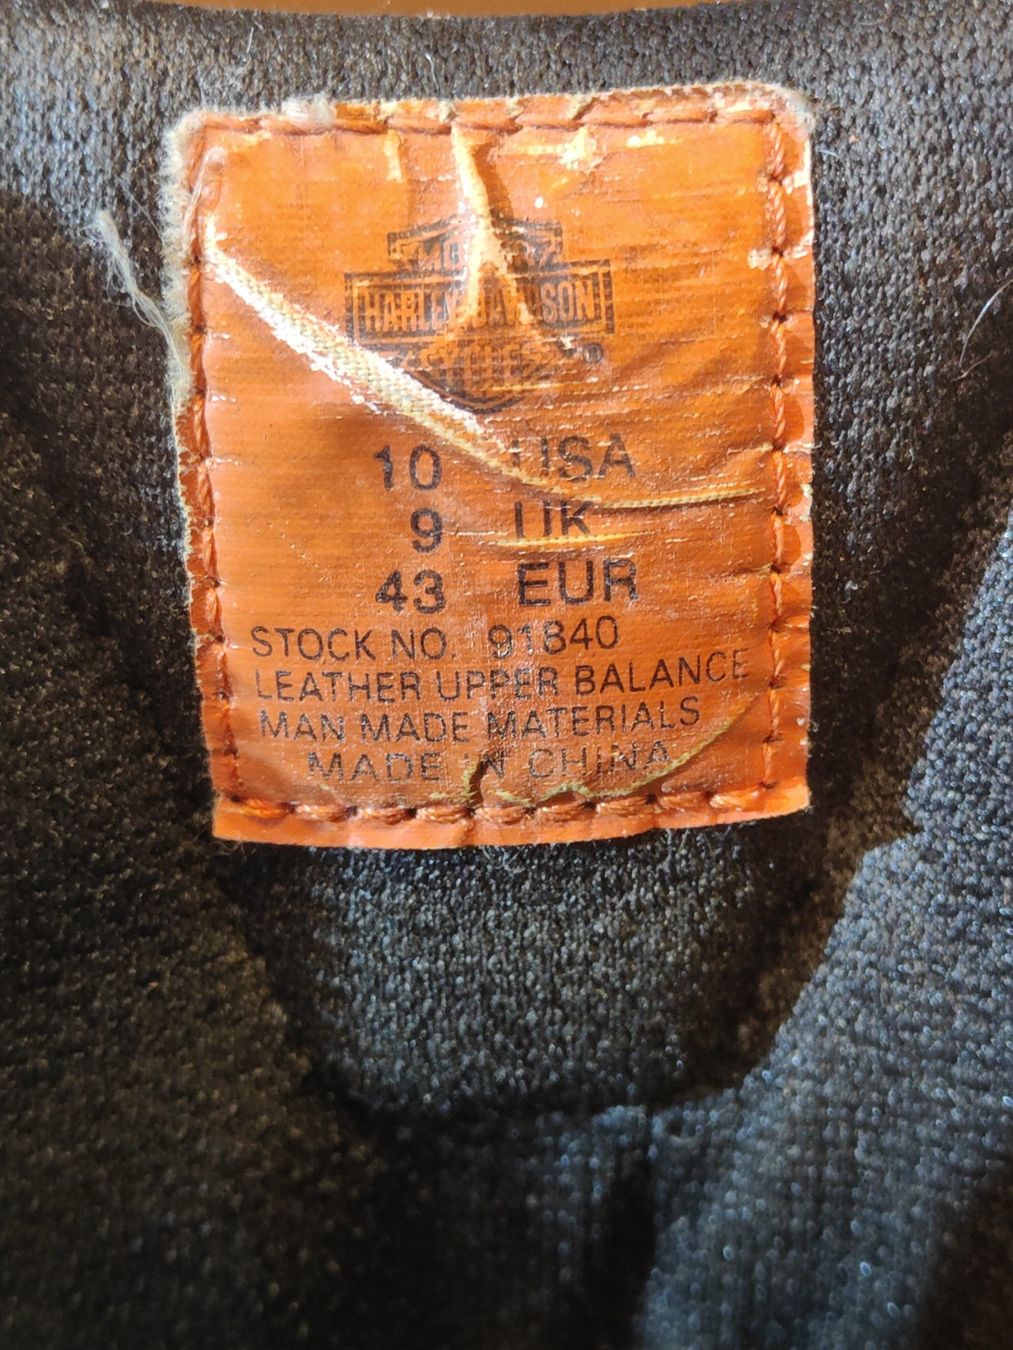 HARLEY-DAVIDSON
®
10 USA
9 UK
43 EUR
STOCK NO. 91840
LEATHER UPPER BALANCE
MAN MADE MATERIALS
MADE IN CHINA